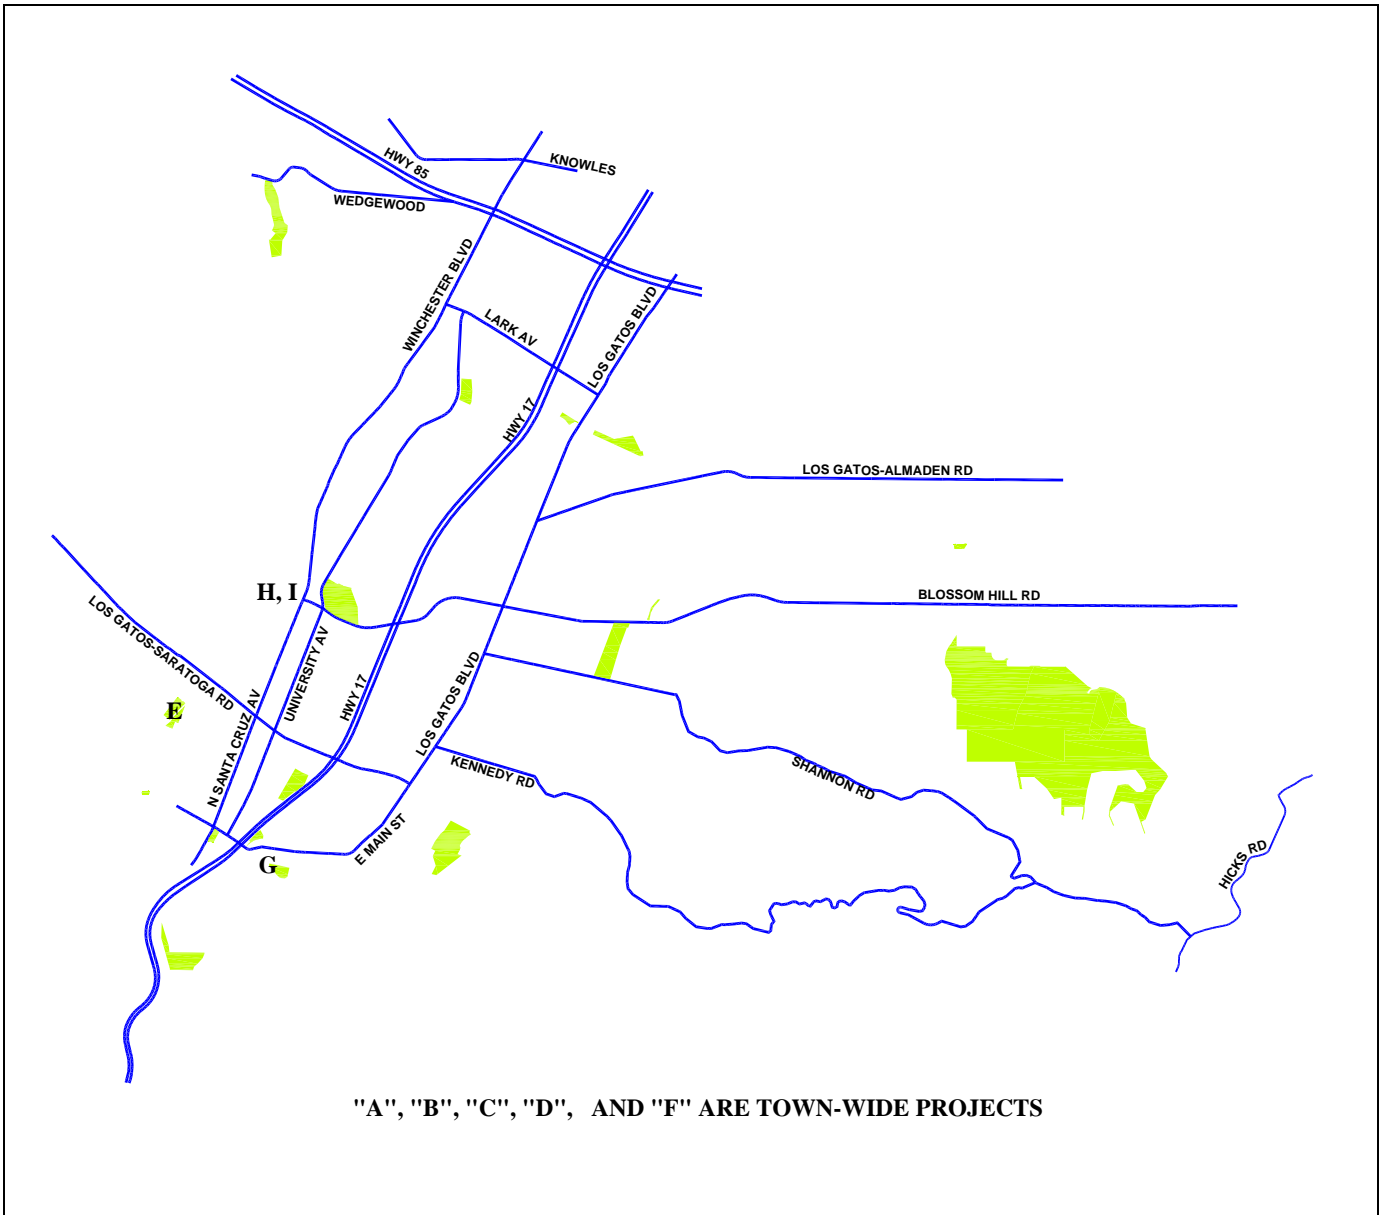 HWY 85
KNOWLES
WEDGEWOOD
WINCHESTER BLVD
LARK AV
LOS GATOS BLVD
HWY 17
LOS GATOS-ALMADEN RD
H, I
BLOSSOM HILL RD
LOS GATOS-SARATOGA RD
UNIVERSITY AV
HWY 17
LOS GATOS BLVD
E
N SANTA CRUZ AV
KENNEDY RD
SHANNON RD
E MAIN ST
G
HICKS RD
"A", "B", "C", "D", AND "F" ARE TOWN-WIDE PROJECTS